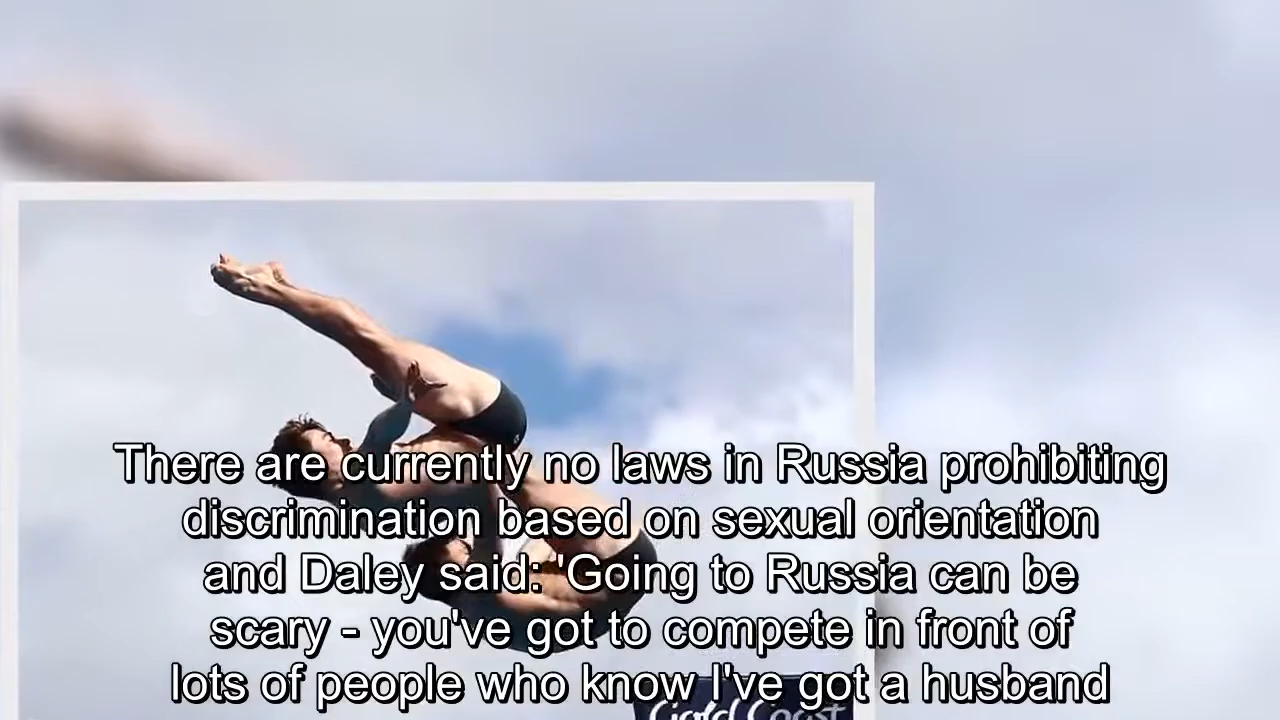 There are currently no laws in Russia prohibiting
discrimination based on sexual orientation
and Daley said: 'Going to Russia can be
scary - you've got to compete in front of
lots of people who know I've got a husband
Gold Coast